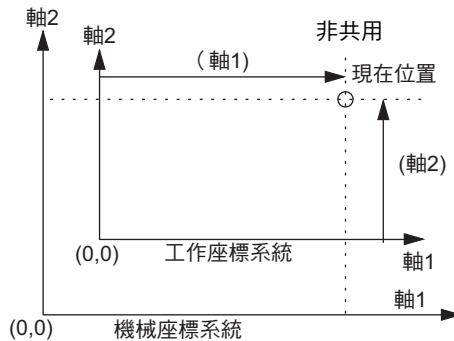 軸2
軸2
非共用
(軸1)
現在位置
(軸2)
(0,0)
工作座標系統
軸1
軸1
(0,0)
機械座標系統